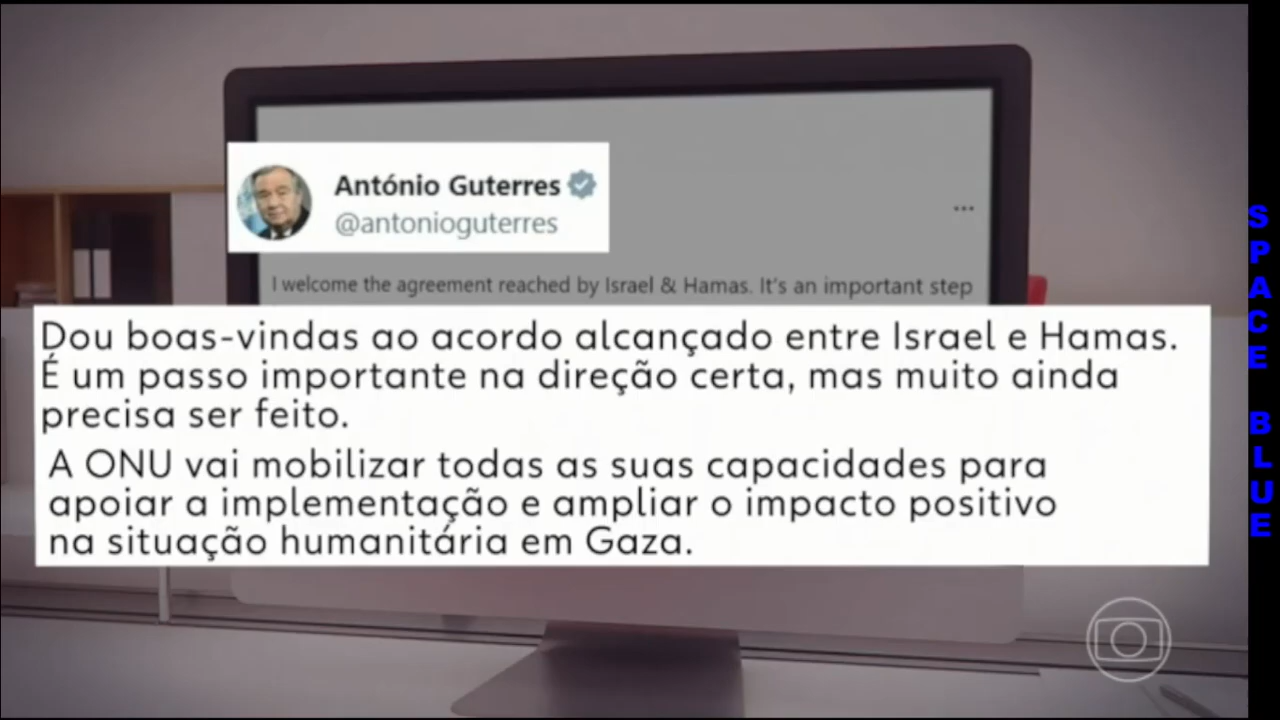 António Guterres
@antonioguterres
...
I welcome the agreement reached by Israel & Hamas. It's an important step
Dou boas-vindas ao acordo alcançado entre Israel e Hamas.
É um passo importante na direção certa, mas muito ainda
precisa ser feito.
A ONU vai mobilizar todas as suas capacidades para
apoiar a implementação e ampliar o impacto positivo
na situação humanitária em Gaza.
SPACE BLUE